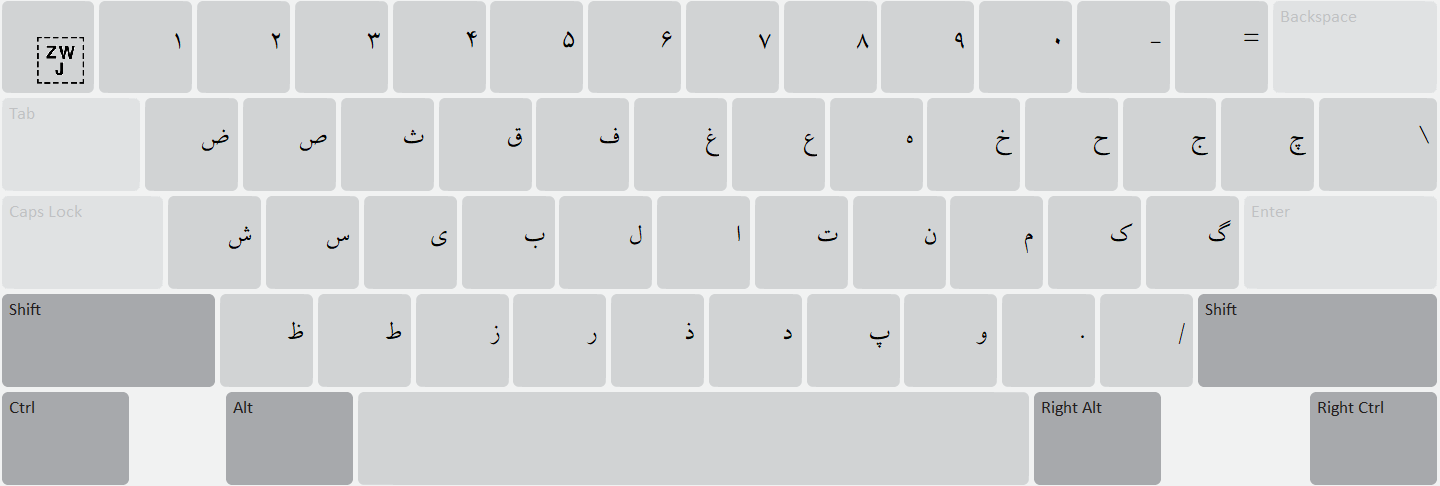 ZWJ ۱ ۲ ۳ ۴ ۵ ۶ ۷ ۸ ۹ ۰ - = Backspace
Tab ض ص ث ق ف غ ع ه خ ح ج چ \
Caps Lock ش س ی ب ل ا ت ن م ک گ Enter
Shift ظ ط ز ر ذ د پ و . / Shift
Ctrl Alt Right Alt Right Ctrl